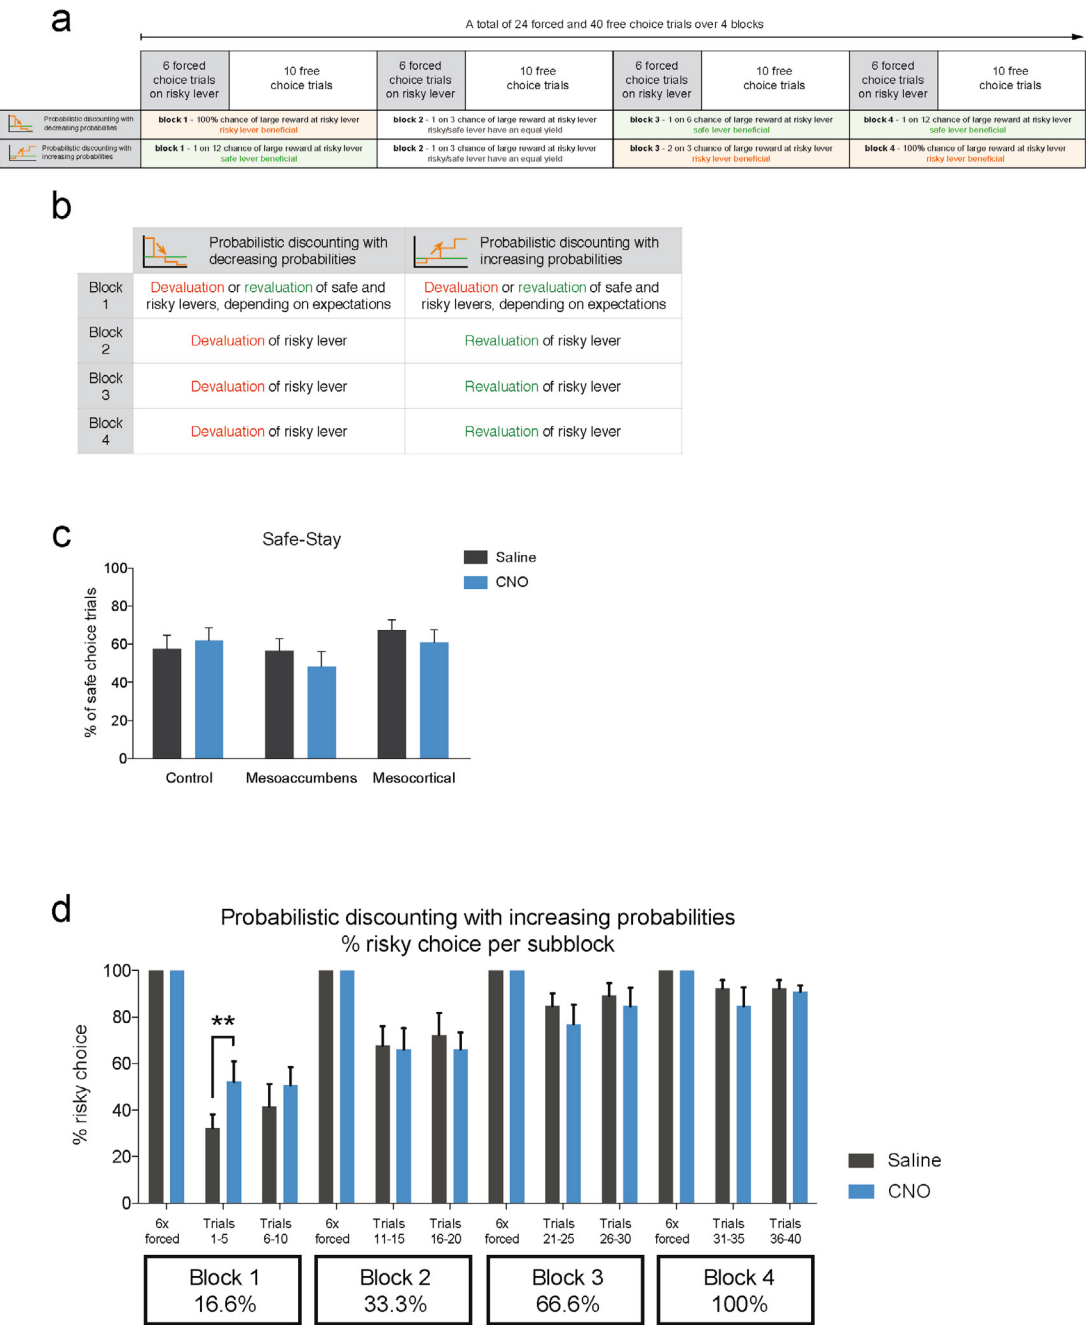 a
A total of 24 forced and 40 free choice trials over 4 blocks
6 forced
choice trials
on risky lever
10 free
choice trials
6 forced
choice trials
on risky lever
10 free
choice trials
6 forced
choice trials
on risky lever
10 free
choice trials
6 forced
choice trials
on risky lever
10 free
choice trials
Probabilistic discounting with
decreasing probabilities
block 1 - 100% chance of large reward at risky lever
risky lever beneficial
block 2 - 1 on 3 chance of large reward at risky lever
risky/safe lever have an equal yield
block 3 - 1 on 6 chance of large reward at risky lever
safe lever beneficial
block 4 - 1 on 12 chance of large reward at risky lever
safe lever beneficial
Probabilistic discounting with
increasing probabilities
block 1 - 1 on 12 chance of large reward at risky lever
safe lever beneficial
block 2 - 1 on 3 chance of large reward at risky lever
risky/safe lever have an equal yield
block 3 - 2 on 3 chance of large reward at risky lever
risky lever beneficial
block 4 - 100% chance of large reward at risky lever
risky lever beneficial
b
Probabilistic discounting with
decreasing probabilities
Probabilistic discounting with
increasing probabilities
Block
1
Devaluation or revaluation of safe and
risky levers, depending on expectations
Devaluation or revaluation of safe and
risky levers, depending on expectations
Block
2
Devaluation of risky lever
Revaluation of risky lever
Block
3
Devaluation of risky lever
Revaluation of risky lever
Block
4
Devaluation of risky lever
Revaluation of risky lever
c
Safe-Stay
Saline
CNO
% of safe choice trials
100
80
60
40
20
0
Control
Mesoaccumbens
Mesocortical
d
Probabilistic discounting with increasing probabilities
% risky choice per subblock
% risky choice
100
80
60
40
20
0
**
Saline
CNO
6x
forced
Trials
1-5
Trials
6-10
6x
forced
Trials
11-15
Trials
16-20
6x
forced
Trials
21-25
Trials
26-30
6x
forced
Trials
31-35
Trials
36-40
Block 1
16.6%
Block 2
33.3%
Block 3
66.6%
Block 4
100%